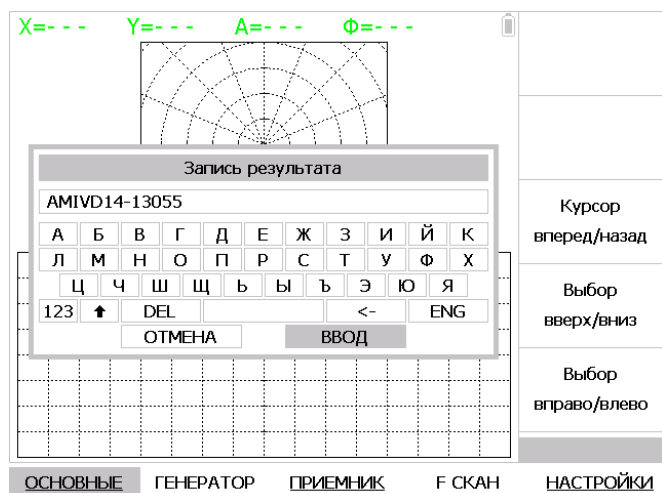 X=- - - Y=- - - A=- - - Ф=- - -
Запись результата
AMIVD14-13055
А Б В Г Д Е Ж З И Й К
Л М Н О П Р С Т У Ф Х
Ц Ч Ш Щ Ь Ы Ъ Э Ю Я
123 ⬆ DEL <- ENG
ОТМЕНА ВВОД
Курсор
вперед/назад
Выбор
вверх/вниз
Выбор
вправо/влево
ОСНОВНЫЕ ГЕНЕРАТОР ПРИЕМНИК F СКАН НАСТРОЙКИ